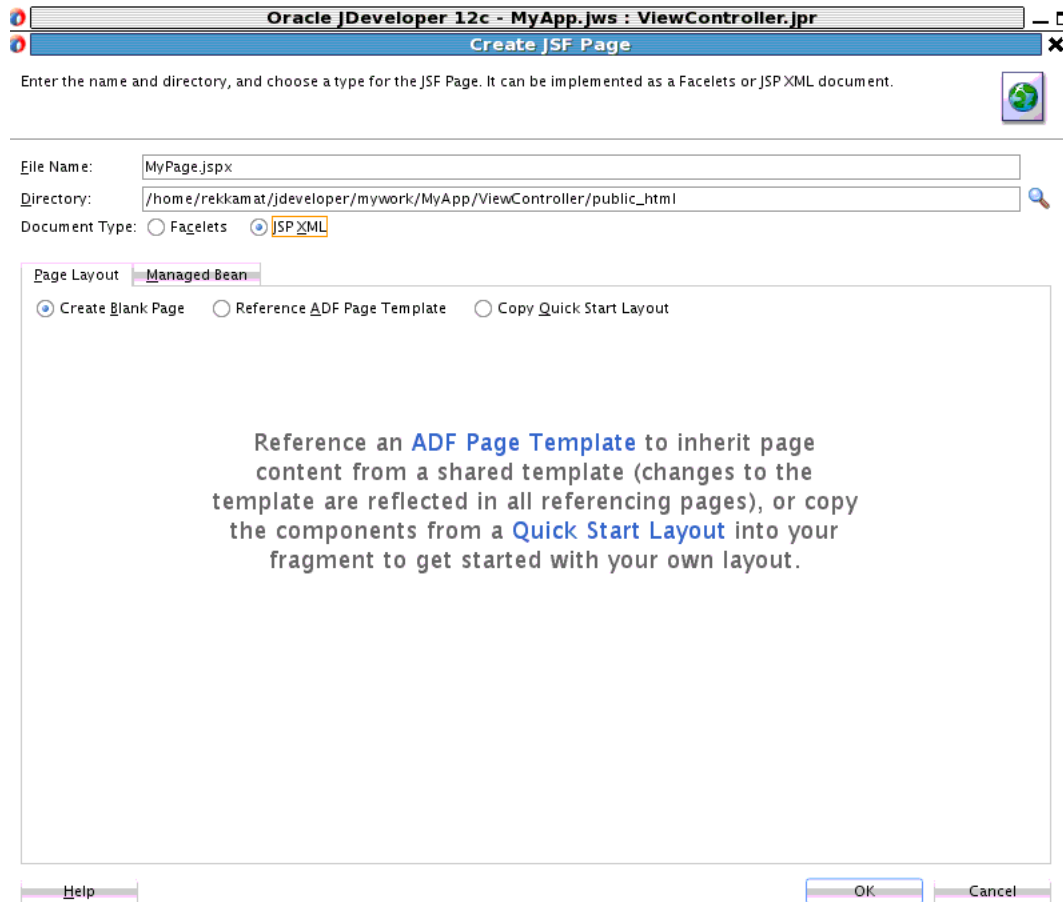 Oracle JDeveloper 12c - MyApp.jws : ViewController.jpr
Create JSF Page
Enter the name and directory, and choose a type for the JSF Page. It can be implemented as a Facelets or JSP XML document.
File Name: MyPage.jspx
Directory: /home/rekkamat/jdeveloper/mywork/MyApp/ViewController/public_html
Document Type: Facelets JSP XML
Page Layout Managed Bean
Create Blank Page Reference ADF Page Template Copy Quick Start Layout
Reference an ADF Page Template to inherit page
content from a shared template (changes to the
template are reflected in all referencing pages), or copy
the components from a Quick Start Layout into your
fragment to get started with your own layout.
Help OK Cancel